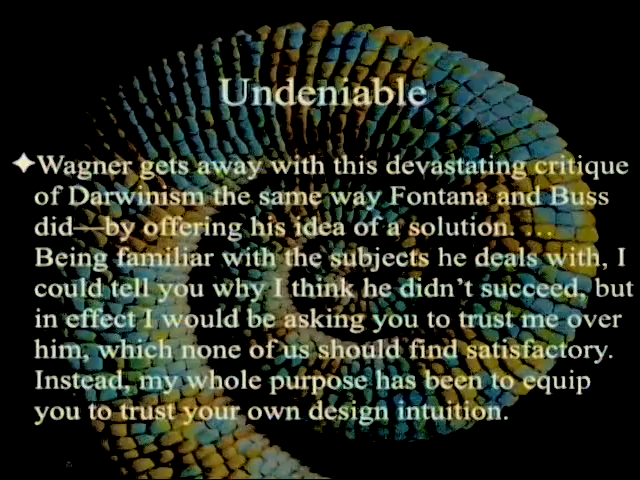 Undeniable
✦Wagner gets away with this devastating critique
of Darwinism the same way Fontana and Buss
did—by offering his idea of a solution. …
Being familiar with the subjects he deals with, I
could tell you why I think he didn't succeed, but
in effect I would be asking you to trust me over
him, which none of us should find satisfactory.
Instead, my whole purpose has been to equip
you to trust your own design intuition.